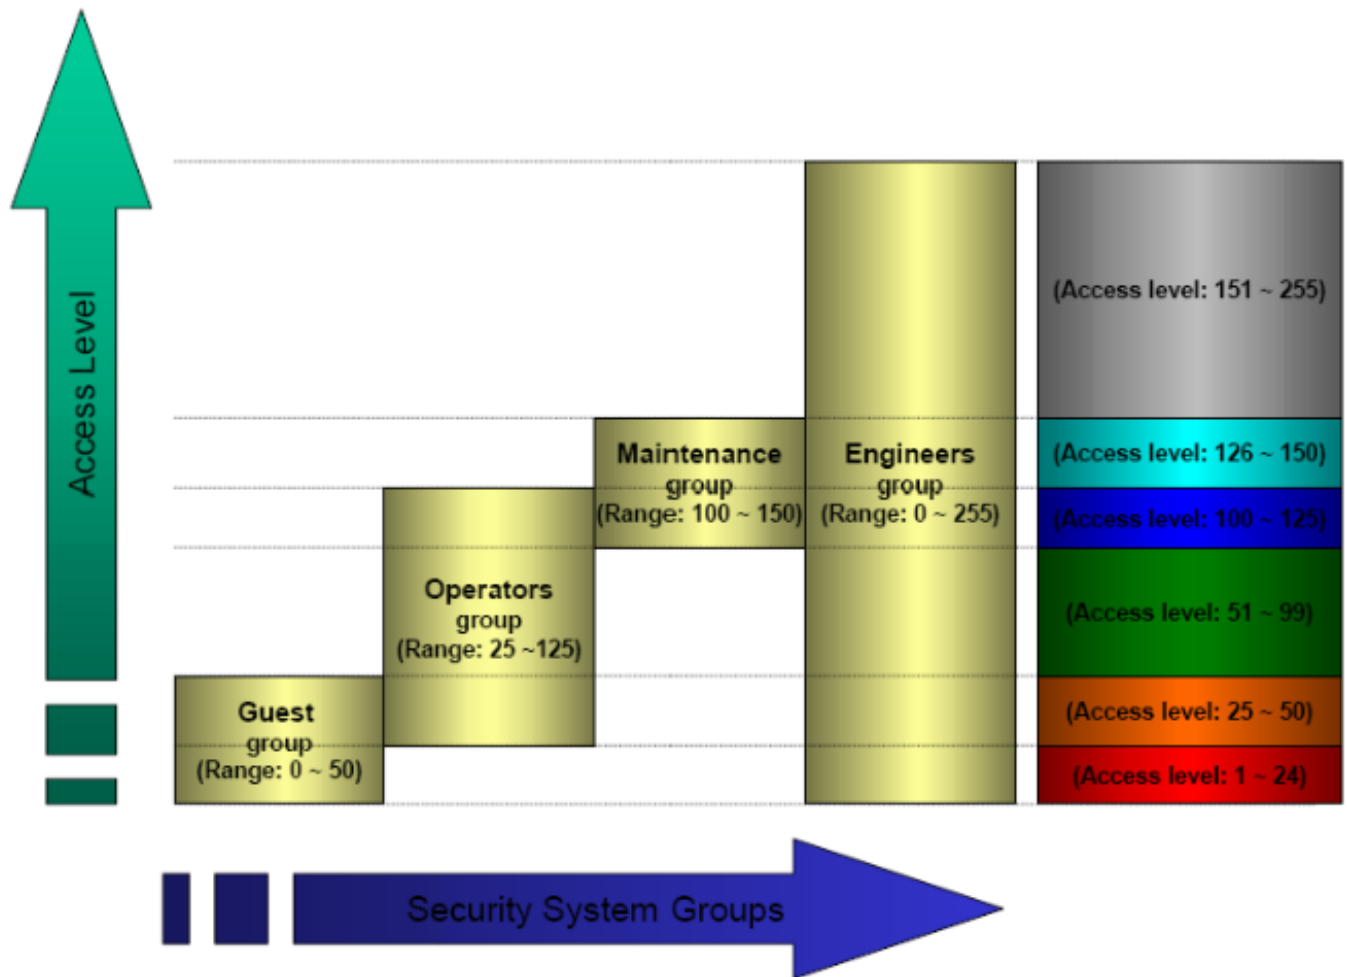 Access Level
(Access level: 151 ~ 255)
Maintenance
group
(Range: 100 ~ 150)
Engineers
group
(Range: 0 ~ 255)
(Access level: 126 ~ 150)
(Access level: 100 ~ 125)
Operators
group
(Range: 25 ~125)
(Access level: 51 ~ 99)
Guest
group
(Range: 0 ~ 50)
(Access level: 25 ~ 50)
(Access level: 1 ~ 24)
Security System Groups